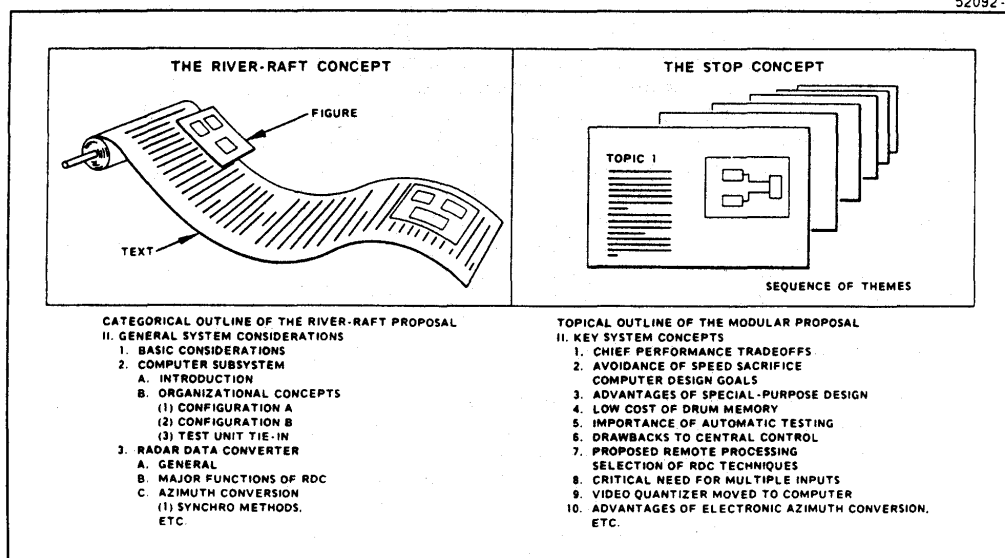 52092-
THE RIVER-RAFT CONCEPT
FIGURE
TEXT
THE STOP CONCEPT
TOPIC 1
SEQUENCE OF THEMES
CATEGORICAL OUTLINE OF THE RIVER-RAFT PROPOSAL
II. GENERAL SYSTEM CONSIDERATIONS
1. BASIC CONSIDERATIONS
2. COMPUTER SUBSYSTEM
A. INTRODUCTION
B. ORGANIZATIONAL CONCEPTS
(1) CONFIGURATION A
(2) CONFIGURATION B
(3) TEST UNIT TIE-IN
3. RADAR DATA CONVERTER
A. GENERAL
B. MAJOR FUNCTIONS OF RDC
C. AZIMUTH CONVERSION
(1) SYNCHRO METHODS,
ETC.
TOPICAL OUTLINE OF THE MODULAR PROPOSAL
II. KEY SYSTEM CONCEPTS
1. CHIEF PERFORMANCE TRADEOFFS
2. AVOIDANCE OF SPEED SACRIFICE
COMPUTER DESIGN GOALS
3. ADVANTAGES OF SPECIAL-PURPOSE DESIGN
4. LOW COST OF DRUM MEMORY
5. IMPORTANCE OF AUTOMATIC TESTING
6. DRAWBACKS TO CENTRAL CONTROL
7. PROPOSED REMOTE PROCESSING
SELECTION OF RDC TECHNIQUES
8. CRITICAL NEED FOR MULTIPLE INPUTS
9. VIDEO QUANTIZER MOVED TO COMPUTER
10. ADVANTAGES OF ELECTRONIC AZIMUTH CONVERSION,
ETC.